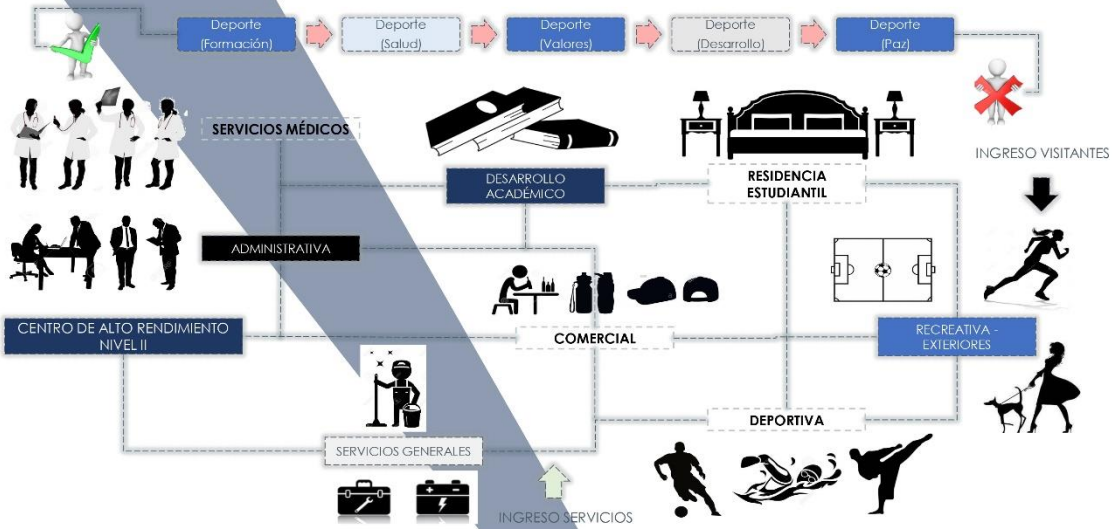 Deporte
(Formación)
Deporte
(Salud)
Deporte
(Valores)
Deporte
(Desarrollo)
Deporte
(Paz)
SERVICIOS MÉDICOS
INGRESO VISITANTES
DESARROLLO
ACADÉMICO
RESIDENCIA
ESTUDIANTIL
ADMINISTRATIVA
CENTRO DE ALTO RENDIMIENTO
NIVEL II
COMERCIAL
RECREATIVA -
EXTERIORES
DEPORTIVA
SERVICIOS GENERALES
INGRESO SERVICIOS